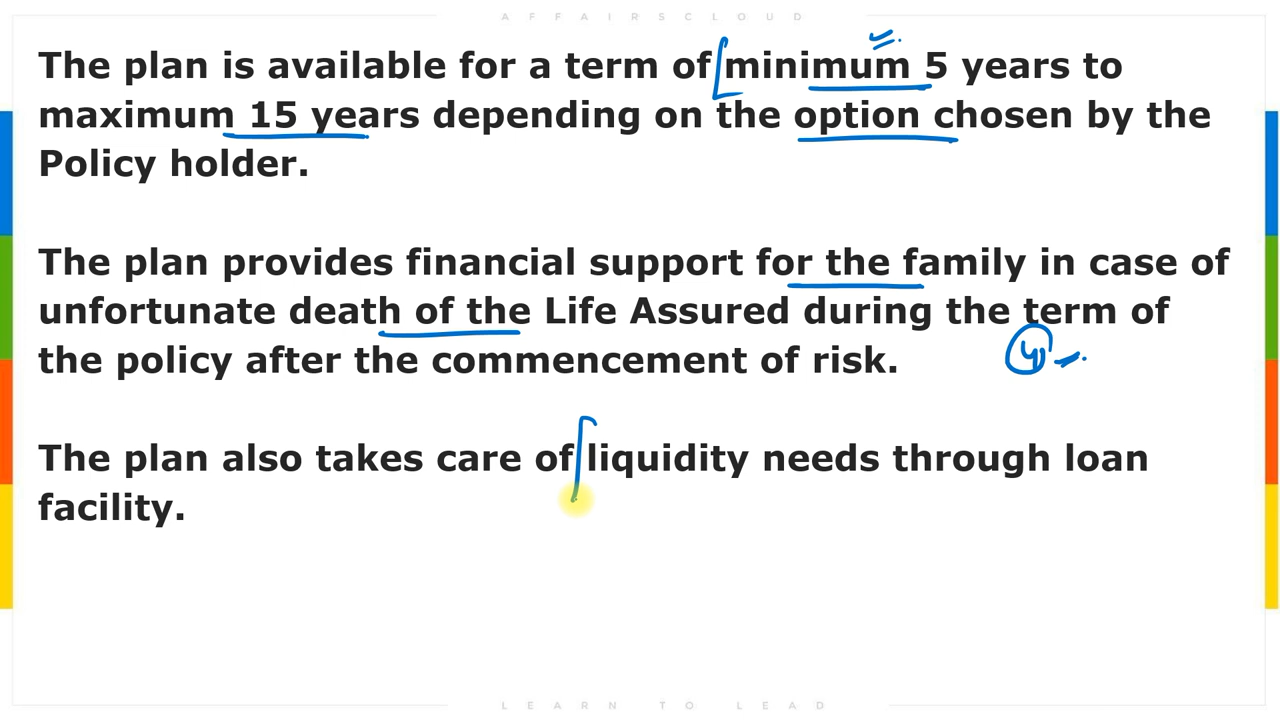 AFFAIRSCLOUD
The plan is available for a term of minimum 5 years to
maximum 15 years depending on the option chosen by the
Policy holder.
The plan provides financial support for the family in case of
unfortunate death of the Life Assured during the term of
the policy after the commencement of risk.
The plan also takes care of liquidity needs through loan
facility.
LEARN TO LEAD